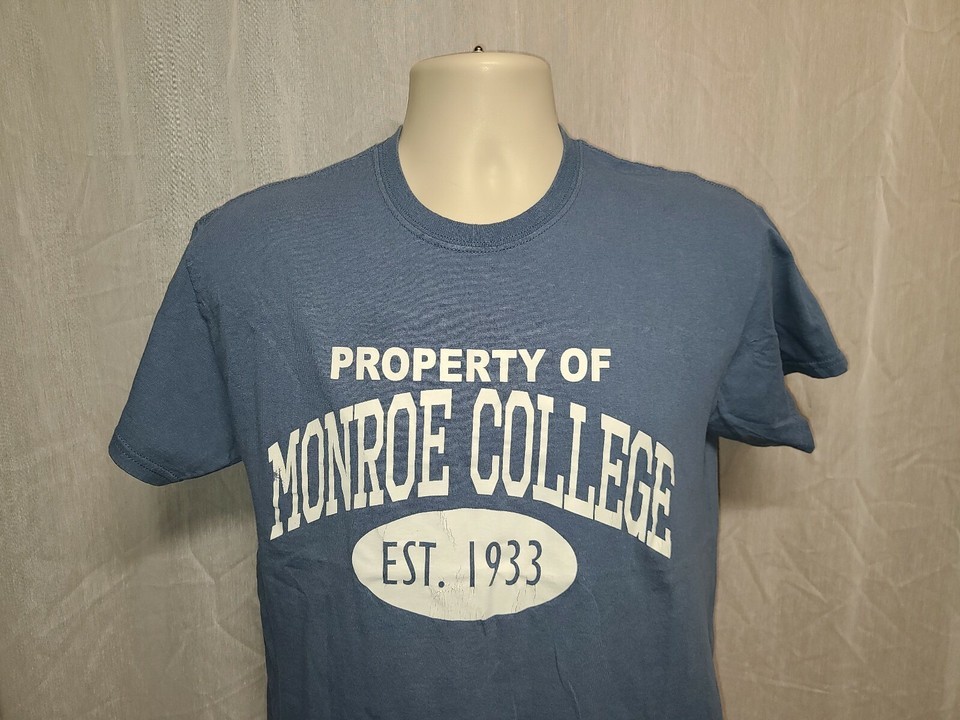 PROPERTY OF
MONROE COLLEGE
EST. 1933